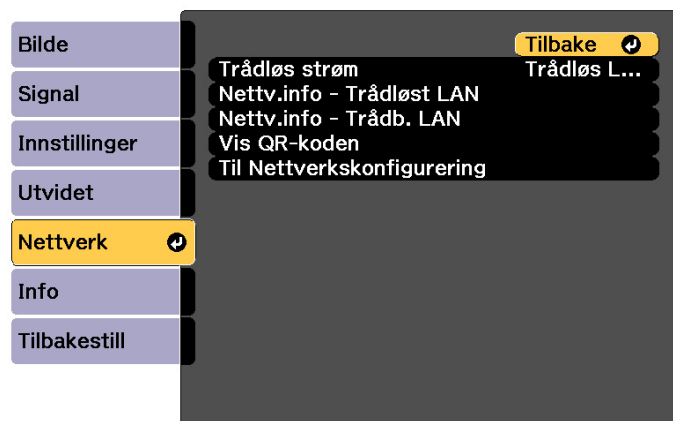 Bilde
Signal
Innstillinger
Utvidet
Nettverk
Info
Tilbakestill
Tilbake
Trådløs strøm Trådløs L...
Nettv.info - Trådløst LAN
Nettv.info - Trådb. LAN
Vis QR-koden
Til Nettverkskonfigurering